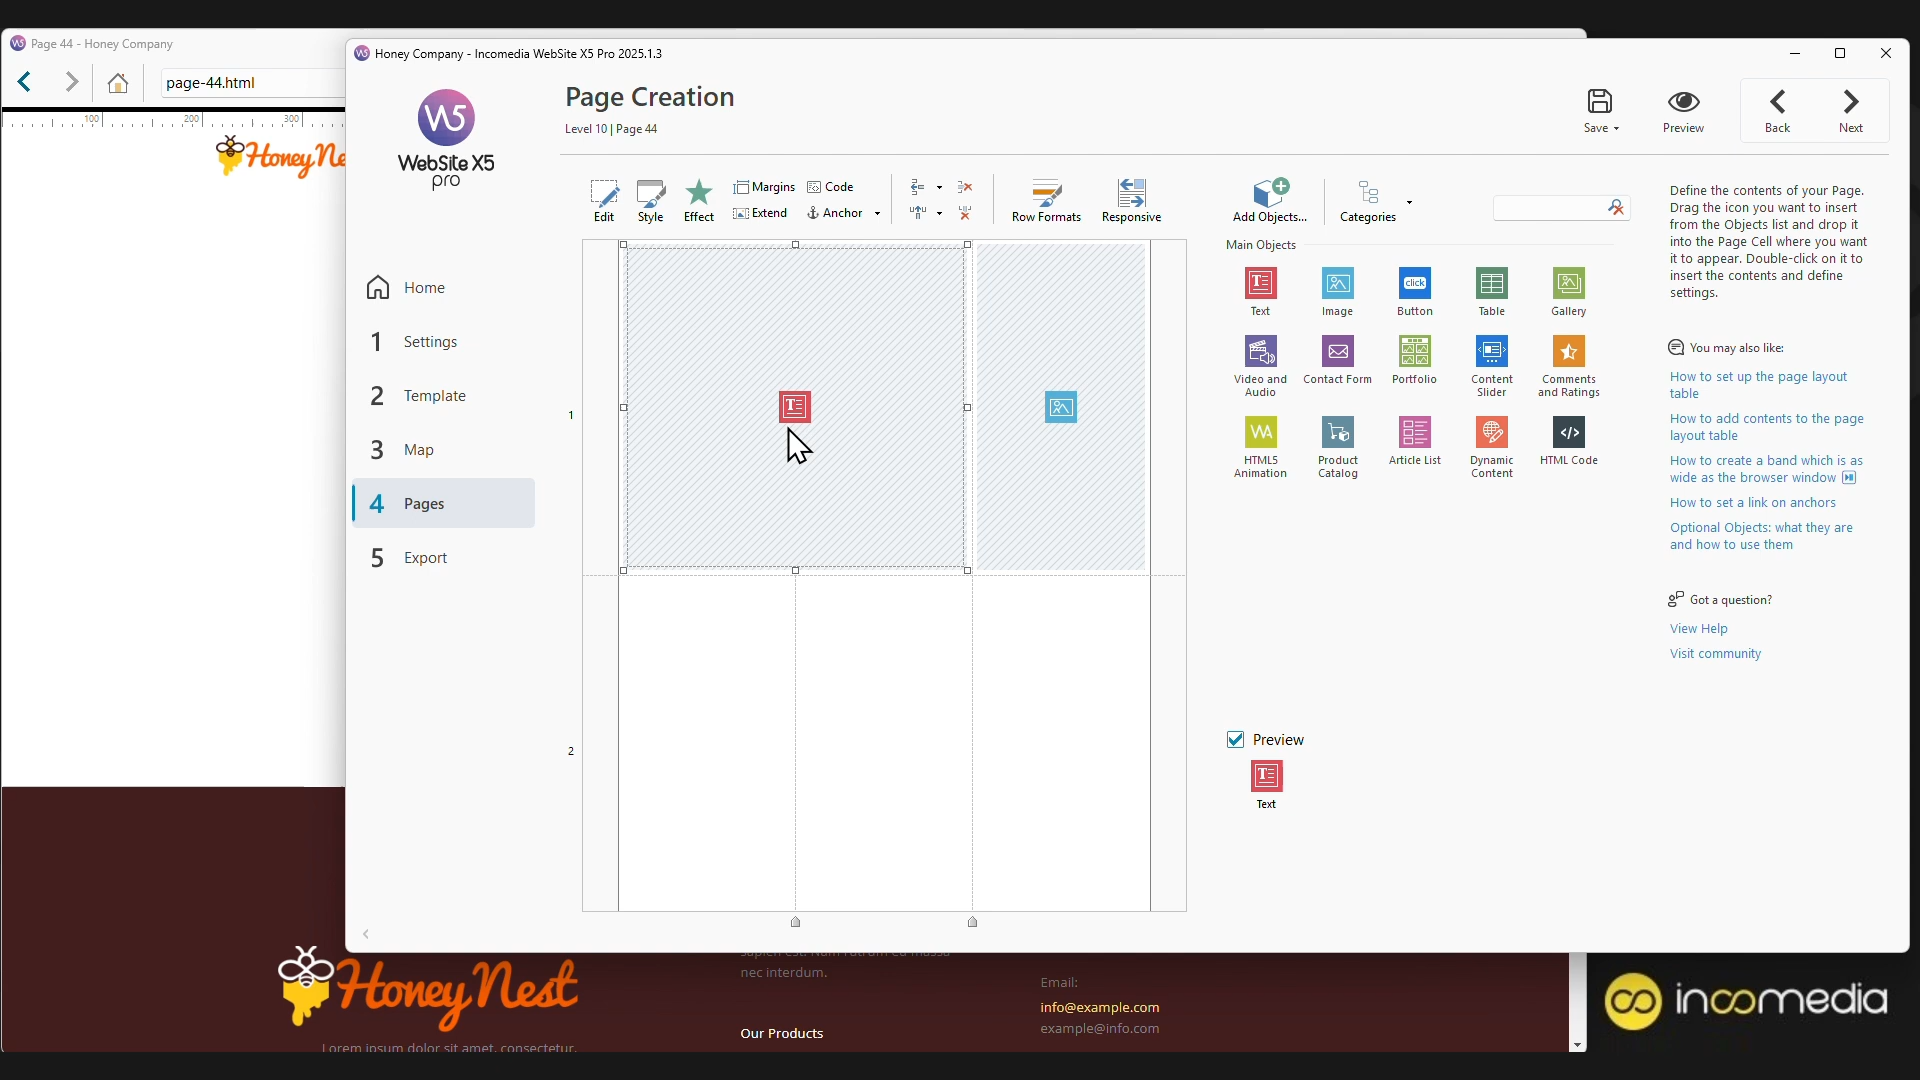 Page 44 - Honey Company
page-44.html
100
200
300
Honey Company - Incomedia WebSite X5 Pro 2025.1.3
WebSite X5
pro
Page Creation
Level 10 | Page 44
Save
Preview
Back
Next
Edit
Style
Effect
Margins
Code
Extend
Anchor
Row Formats
Responsive
Add Objects...
Categories
Home
1 Settings
2 Template
3 Map
4 Pages
5 Export
1
2
Main Objects
Text
Image
click
Button
Table
Gallery
Video and
Audio
Contact Form
Portfolio
Content
Slider
Comments
and Ratings
HTML5
Animation
Product
Catalog
Article List
Dynamic
Content
HTML Code
Preview
Text
Define the contents of your Page.
Drag the icon you want to insert
from the Objects list and drop it
into the Page Cell where you want
it to appear. Double-click on it to
insert the contents and define
settings.
You may also like:
How to set up the page layout
table
How to add contents to the page
layout table
How to create a band which is as
wide as the browser window
How to set a link on anchors
Optional Objects: what they are
and how to use them
Got a question?
View Help
Visit community
HoneyNest
Lorem ipsum dolor sit amet, consectetur.
nec interdum.
Our Products
Email:
info@example.com
example@info.com
incomedia